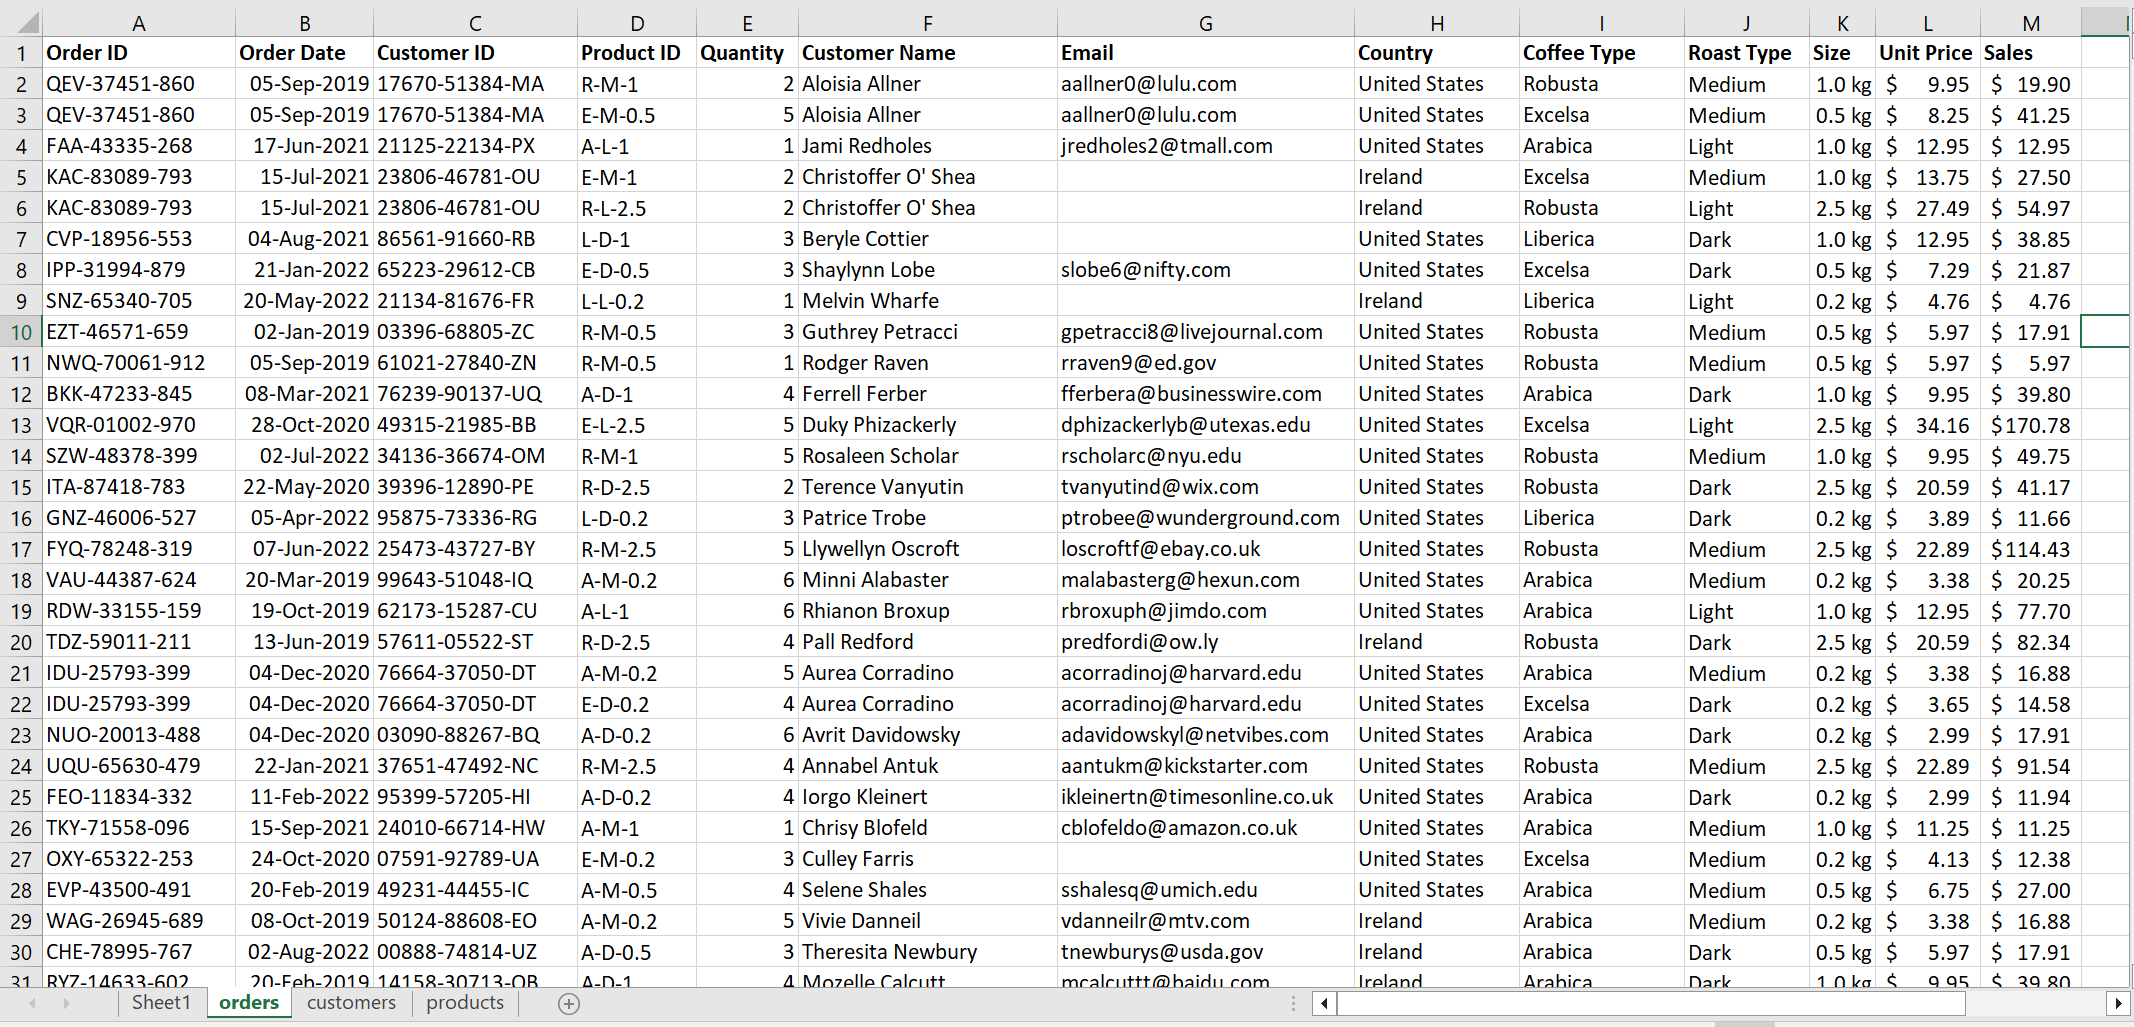 A B C D E F G H I J K L M
1 Order ID Order Date Customer ID Product ID Quantity Customer Name Email Country Coffee Type Roast Type Size Unit Price Sales
2 QEV-37451-860 05-Sep-2019 17670-51384-MA R-M-1 2 Aloisia Allner aallner0@lulu.com United States Robusta Medium 1.0 kg $ 9.95 $ 19.90
3 QEV-37451-860 05-Sep-2019 17670-51384-MA E-M-0.5 5 Aloisia Allner aallner0@lulu.com United States Excelsa Medium 0.5 kg $ 8.25 $ 41.25
4 FAA-43335-268 17-Jun-2021 21125-22134-PX A-L-1 1 Jami Redholes jredholes2@tmall.com United States Arabica Light 1.0 kg $ 12.95 $ 12.95
5 KAC-83089-793 15-Jul-2021 23806-46781-OU E-M-1 2 Christoffer O' Shea Ireland Excelsa Medium 1.0 kg $ 13.75 $ 27.50
6 KAC-83089-793 15-Jul-2021 23806-46781-OU R-L-2.5 2 Christoffer O' Shea Ireland Robusta Light 2.5 kg $ 27.49 $ 54.97
7 CVP-18956-553 04-Aug-2021 86561-91660-RB L-D-1 3 Beryle Cottier United States Liberica Dark 1.0 kg $ 12.95 $ 38.85
8 IPP-31994-879 21-Jan-2022 65223-29612-CB E-D-0.5 3 Shaylynn Lobe slobe6@nifty.com United States Excelsa Dark 0.5 kg $ 7.29 $ 21.87
9 SNZ-65340-705 20-May-2022 21134-81676-FR L-L-0.2 1 Melvin Wharfe Ireland Liberica Light 0.2 kg $ 4.76 $ 4.76
10 EZT-46571-659 02-Jan-2019 03396-68805-ZC R-M-0.5 3 Guthrey Petracci gpetracci8@livejournal.com United States Robusta Medium 0.5 kg $ 5.97 $ 17.91
11 NWQ-70061-912 05-Sep-2019 61021-27840-ZN R-M-0.5 1 Rodger Raven rraven9@ed.gov United States Robusta Medium 0.5 kg $ 5.97 $ 5.97
12 BKK-47233-845 08-Mar-2021 76239-90137-UQ A-D-1 4 Ferrell Ferber fferbera@businesswire.com United States Arabica Dark 1.0 kg $ 9.95 $ 39.80
13 VQR-01002-970 28-Oct-2020 49315-21985-BB E-L-2.5 5 Duky Phizackerly dphizackerlyb@utexas.edu United States Excelsa Light 2.5 kg $ 34.16 $170.78
14 SZW-48378-399 02-Jul-2022 34136-36674-OM R-M-1 5 Rosaleen Scholar rscholarc@nyu.edu United States Robusta Medium 1.0 kg $ 9.95 $ 49.75
15 ITA-87418-783 22-May-2020 39396-12890-PE R-D-2.5 2 Terence Vanyutin tvanyutind@wix.com United States Robusta Dark 2.5 kg $ 20.59 $ 41.17
16 GNZ-46006-527 05-Apr-2022 95875-73336-RG L-D-0.2 3 Patrice Trobe ptrobee@wunderground.com United States Liberica Dark 0.2 kg $ 3.89 $ 11.66
17 FYQ-78248-319 07-Jun-2022 25473-43727-BY R-M-2.5 5 Llywellyn Oscroft loscroftf@ebay.co.uk United States Robusta Medium 2.5 kg $ 22.89 $114.43
18 VAU-44387-624 20-Mar-2019 99643-51048-IQ A-M-0.2 6 Minni Alabaster malabasterg@hexun.com United States Arabica Medium 0.2 kg $ 3.38 $ 20.25
19 RDW-33155-159 19-Oct-2019 62173-15287-CU A-L-1 6 Rhianon Broxup rbroxuph@jimdo.com United States Arabica Light 1.0 kg $ 12.95 $ 77.70
20 TDZ-59011-211 13-Jun-2019 57611-05522-ST R-D-2.5 4 Pall Redford predfordi@ow.ly Ireland Robusta Dark 2.5 kg $ 20.59 $ 82.34
21 IDU-25793-399 04-Dec-2020 76664-37050-DT A-M-0.2 5 Aurea Corradino acorradinoj@harvard.edu United States Arabica Medium 0.2 kg $ 3.38 $ 16.88
22 IDU-25793-399 04-Dec-2020 76664-37050-DT E-D-0.2 4 Aurea Corradino acorradinoj@harvard.edu United States Excelsa Dark 0.2 kg $ 3.65 $ 14.58
23 NUO-20013-488 04-Dec-2020 03090-88267-BQ A-D-0.2 6 Avrit Davidowsky adavidowskyl@netvibes.com United States Arabica Dark 0.2 kg $ 2.99 $ 17.91
24 UQU-65630-479 22-Jan-2021 37651-47492-NC R-M-2.5 4 Annabel Antuk aantukm@kickstarter.com United States Robusta Medium 2.5 kg $ 22.89 $ 91.54
25 FEO-11834-332 11-Feb-2022 95399-57205-HI A-D-0.2 4 Iorgo Kleinert ikleinertn@timesonline.co.uk United States Arabica Dark 0.2 kg $ 2.99 $ 11.94
26 TKY-71558-096 15-Sep-2021 24010-66714-HW A-M-1 1 Chrisy Blofeld cblofeldo@amazon.co.uk United States Arabica Medium 1.0 kg $ 11.25 $ 11.25
27 OXY-65322-253 24-Oct-2020 07591-92789-UA E-M-0.2 3 Culley Farris United States Excelsa Medium 0.2 kg $ 4.13 $ 12.38
28 EVP-43500-491 20-Feb-2019 49231-44455-IC A-M-0.5 4 Selene Shales sshalesq@umich.edu United States Arabica Medium 0.5 kg $ 6.75 $ 27.00
29 WAG-26945-689 08-Oct-2019 50124-88608-EO A-M-0.2 5 Vivie Danneil vdanneilr@mtv.com Ireland Arabica Medium 0.2 kg $ 3.38 $ 16.88
30 CHE-78995-767 02-Aug-2022 00888-74814-UZ A-D-0.5 3 Theresita Newbury tnewburys@usda.gov Ireland Arabica Dark 0.5 kg $ 5.97 $ 17.91
31 RYZ-14633-602 20-Feb-2019 14158-30713-OB A-D-1 4 Mozelle Calcutt mcalcuttt@baidu.com Ireland Arabica Dark 1.0 kg $ 9.95 $ 39.80
Sheet1 orders customers products